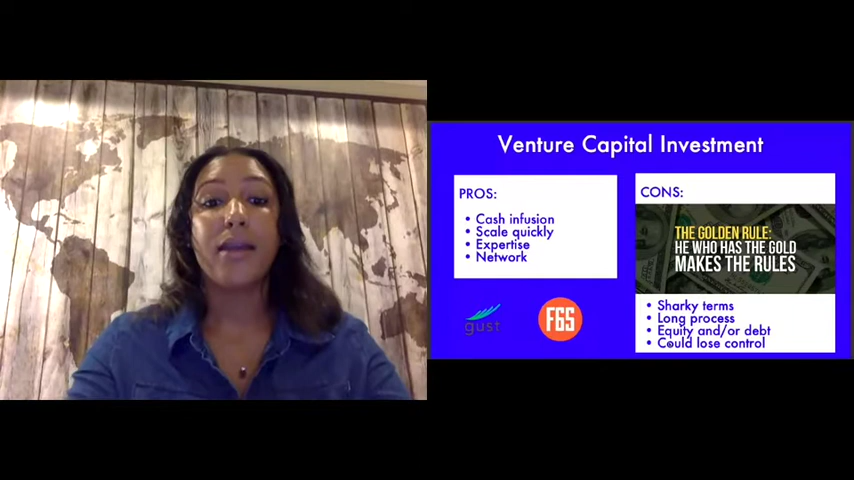 Venture Capital Investment
PROS:
• Cash infusion
• Scale quickly
• Expertise
• Network
gust
F6S
CONS:
THE GOLDEN RULE:
HE WHO HAS THE GOLD
MAKES THE RULES
• Sharky terms
• Long process
• Equity and/or debt
• Could lose control